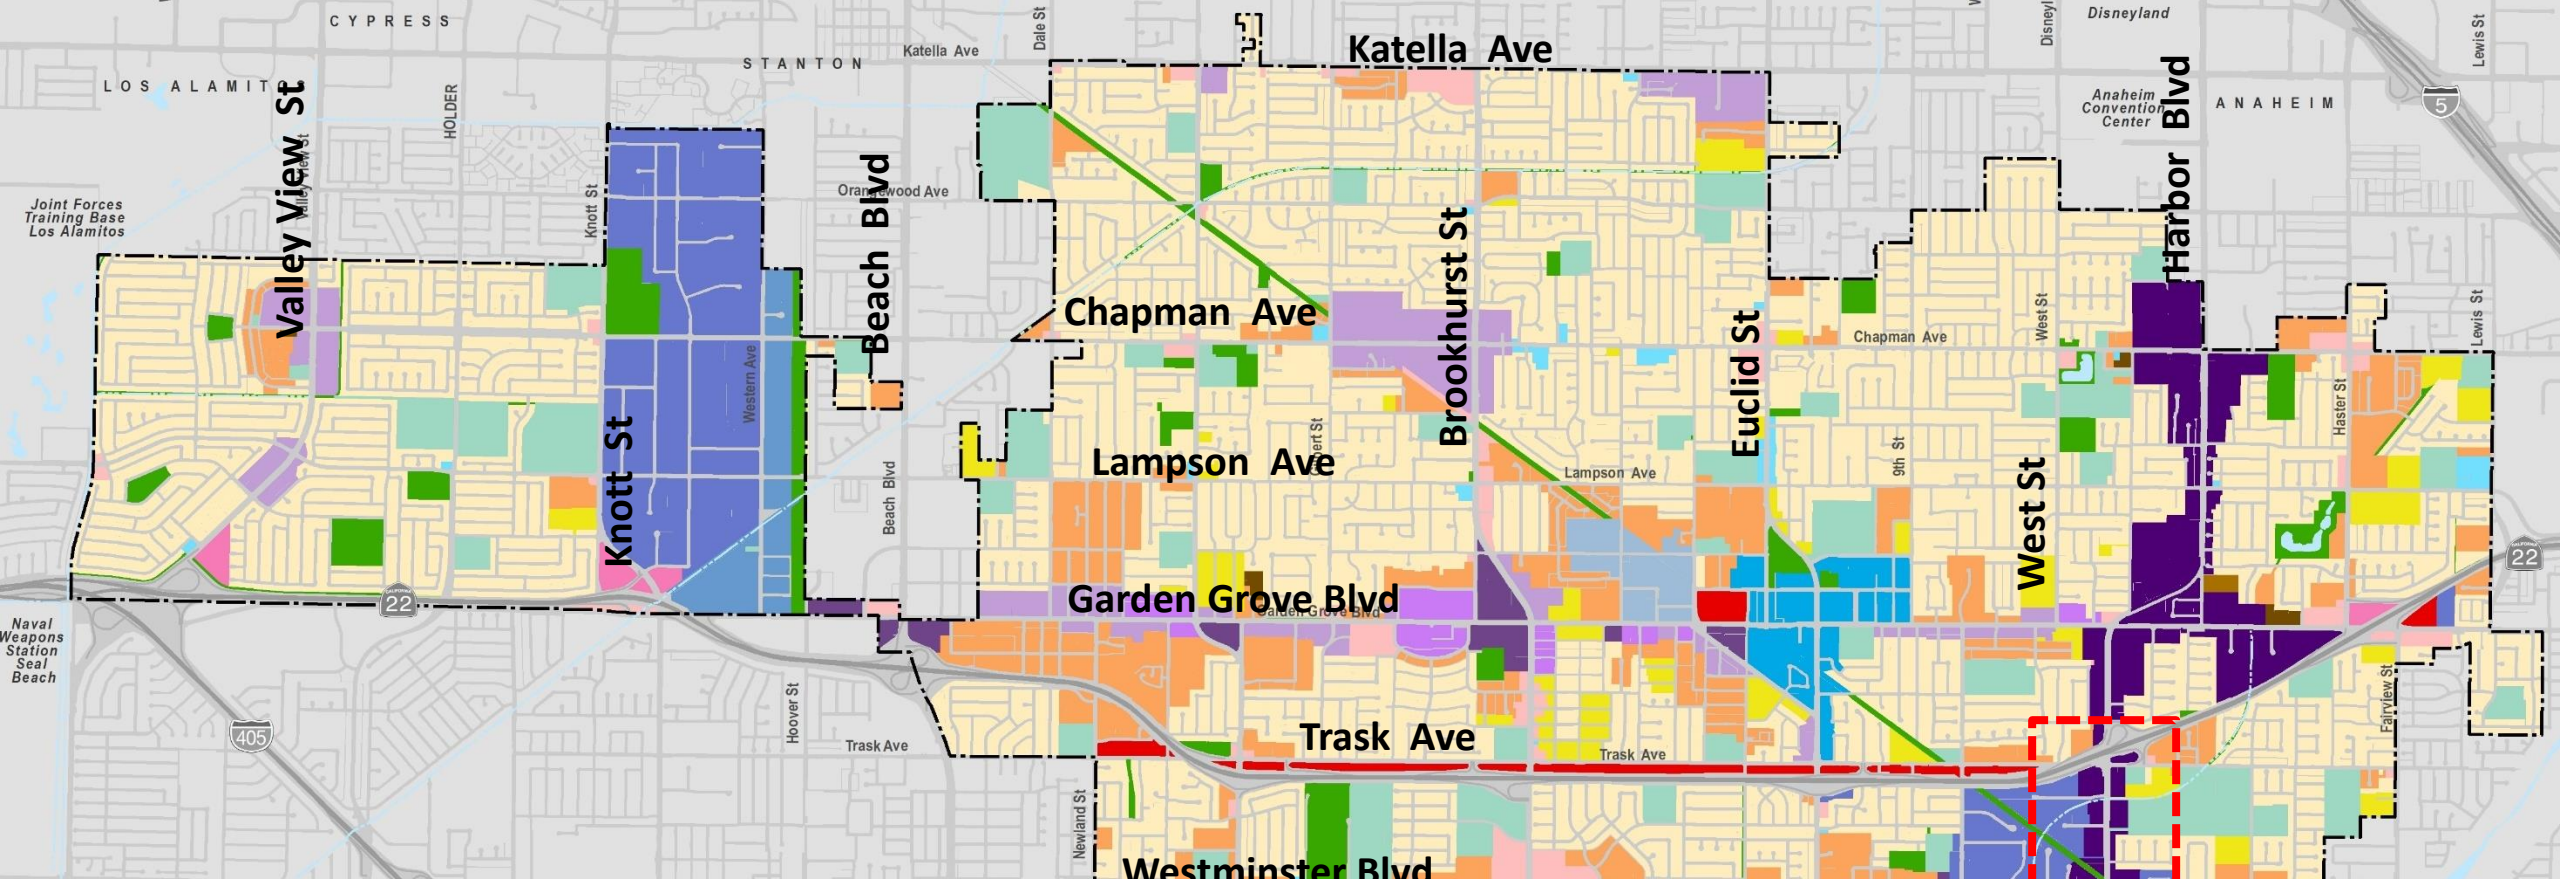 CYPRESS
Disneyland
Katella Ave
Dale St
Katella Ave
STANTON
LOS ALAMITOS
Valley View St
Valley View St
HOLDER
Knott St
Joint Forces
Training Base
Los Alamitos
Beach Blvd
Orangewood Ave
Harbor Blvd
Anaheim
Convention
Center
ANAHEIM
5
Lewis St
Brookhurst St
Euclid St
Chapman Ave
Chapman Ave
West St
Lewis St
Western Ave
Knott St
Haster St
Lampson Ave
Lampson Ave
9th St
Beach Blvd
West St
22
22
Garden Grove Blvd
Garden Grove Blvd
Naval
Weapons
Station
Seal
Beach
405
Hoover St
Trask Ave
Trask Ave
Trask Ave
Fairview St
Newland St
Westminster Blvd